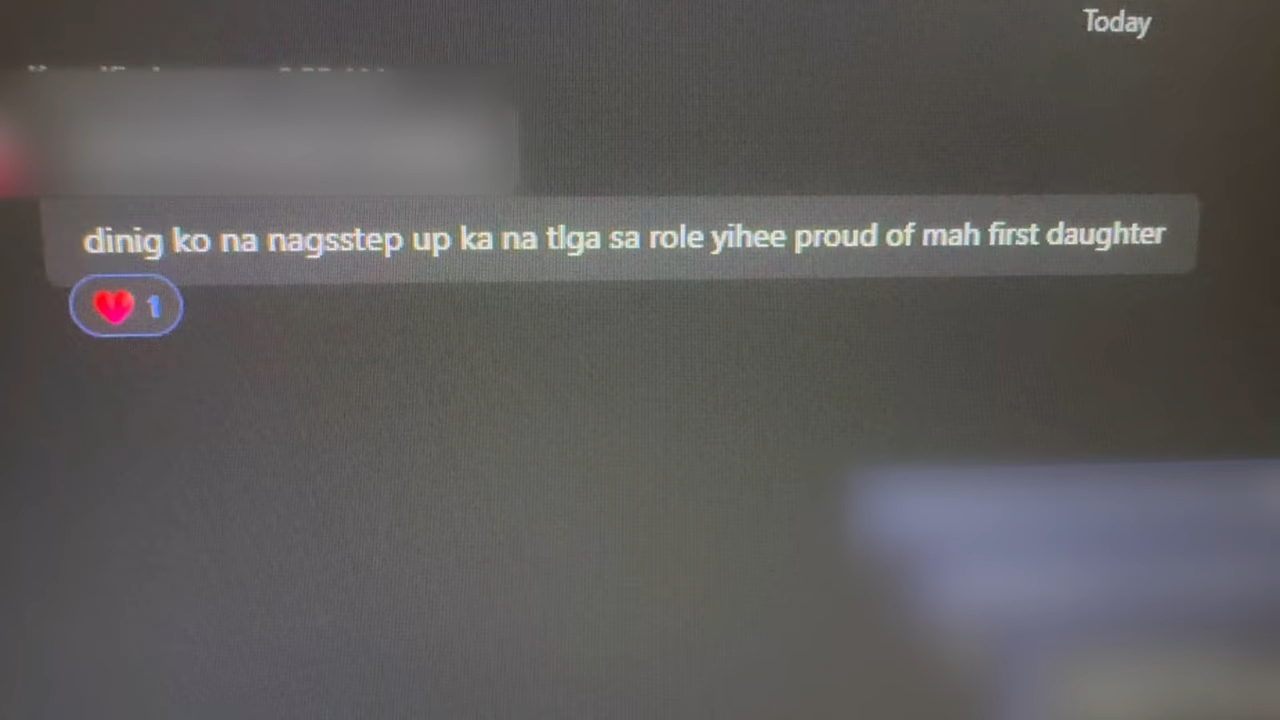 Today
dinig ko na nagsstep up ka na tlga sa role yihee proud of mah first daughter
1